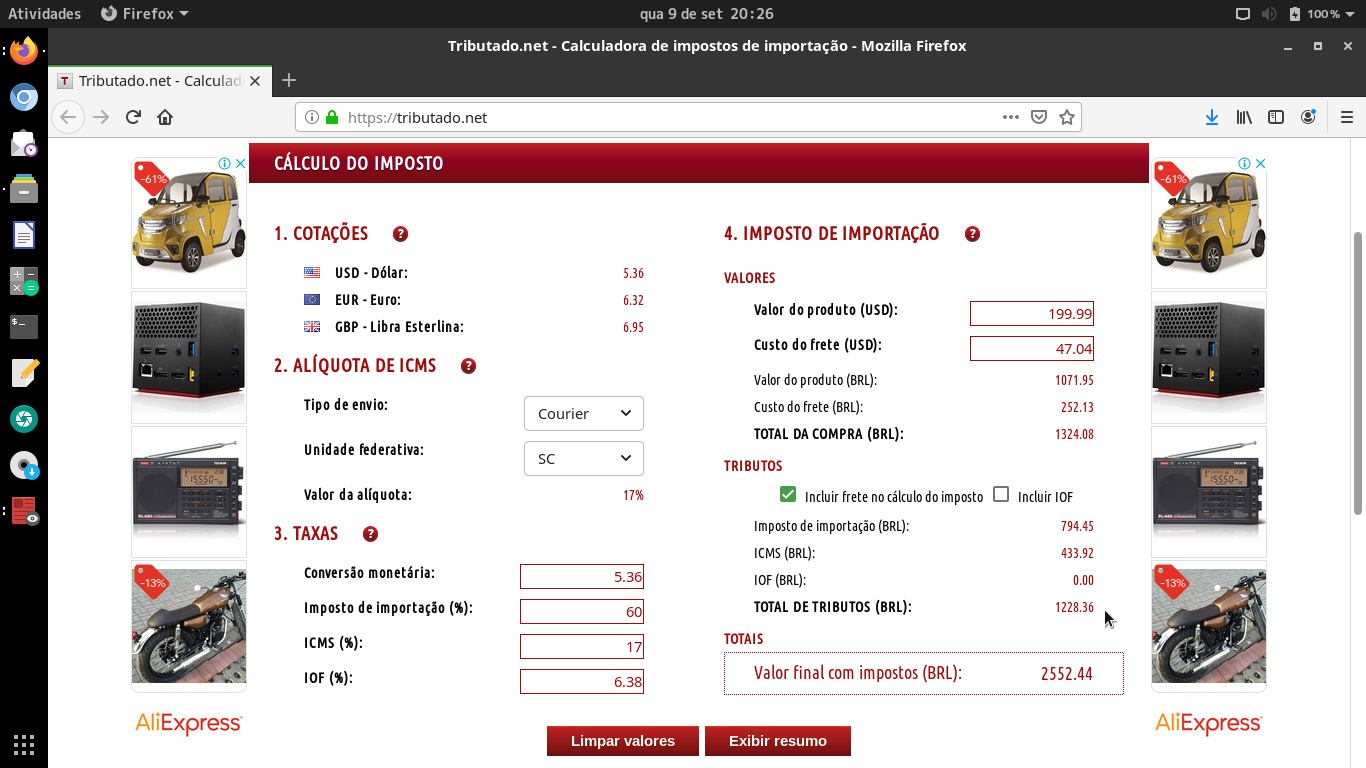 Atividades Firefox qua 9 de set 20:26 100%
Tributado.net - Calculadora de impostos de importação - Mozilla Firefox
T Tributado.net - Calculad
https://tributado.net
CÁLCULO DO IMPOSTO
1. COTAÇÕES ?
USD - Dólar: 5.36
EUR - Euro: 6.32
GBP - Libra Esterlina: 6.95
2. ALÍQUOTA DE ICMS ?
Tipo de envio: Courier
Unidade federativa: SC
Valor da alíquota: 17%
3. TAXAS ?
Conversão monetária: 5.36
Imposto de importação (%): 60
ICMS (%): 17
IOF (%): 6.38
4. IMPOSTO DE IMPORTAÇÃO ?
VALORES
Valor do produto (USD): 199.99
Custo do frete (USD): 47.04
Valor do produto (BRL): 1071.95
Custo do frete (BRL): 252.13
TOTAL DA COMPRA (BRL): 1324.08
TRIBUTOS
Incluir frete no cálculo do imposto Incluir IOF
Imposto de importação (BRL): 794.45
ICMS (BRL): 433.92
IOF (BRL): 0.00
TOTAL DE TRIBUTOS (BRL): 1228.36
TOTAIS
Valor final com impostos (BRL): 2552.44
Limpar valores Exibir resumo
-61%
-13%
AliExpress
-61%
-13%
AliExpress